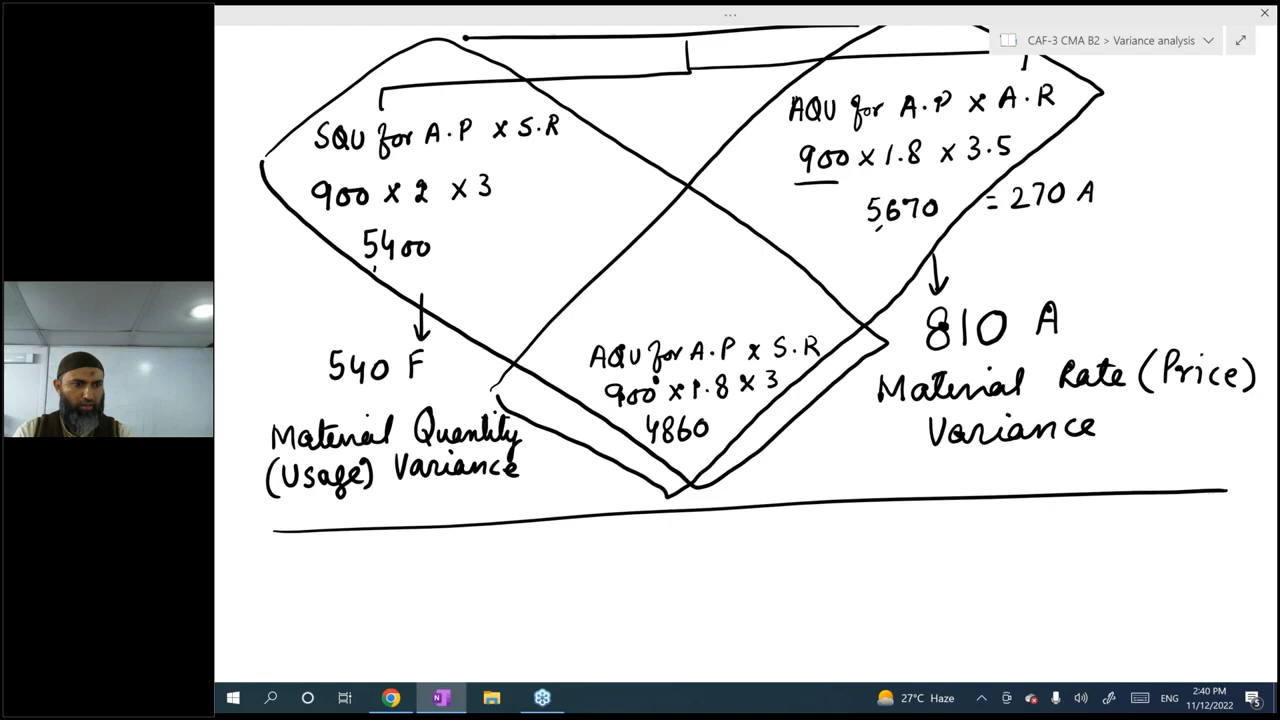 CAF-3 CMA B2 > Variance analysis
SQU for A.P x S.R
900 x 2 x 3
5400
540 F
Material Quantity
(Usage) Variance
AQU for A.P x A.R
900 x 1.8 x 3.5
5670 = 270 A
810 A
Material Rate (Price)
Variance
AQU for A.P x S.R
900 x 1.8 x 3
4860
27°C Haze
ENG
2:40 PM
11/12/2022
5